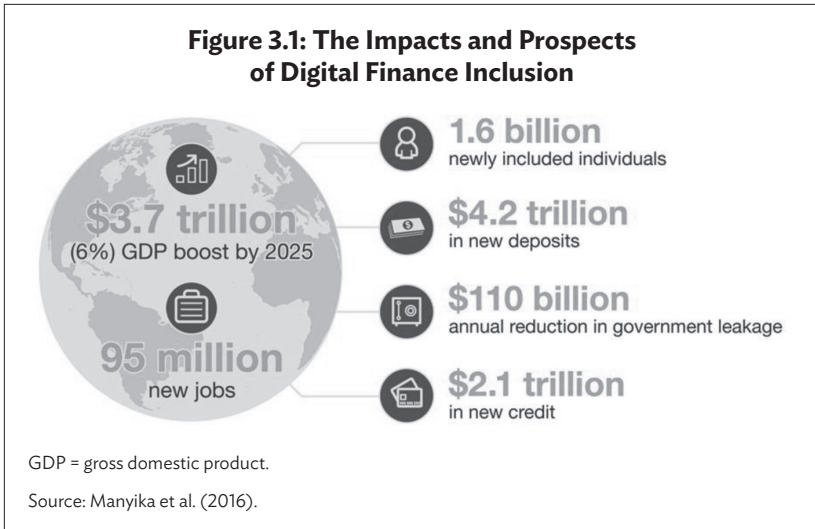 Figure 3.1: The Impacts and Prospects
of Digital Finance Inclusion
$3.7 trillion
(6%) GDP boost by 2025
95 million
new jobs
1.6 billion
newly included individuals
$4.2 trillion
in new deposits
$110 billion
annual reduction in government leakage
$2.1 trillion
in new credit
GDP = gross domestic product.
Source: Manyika et al. (2016).